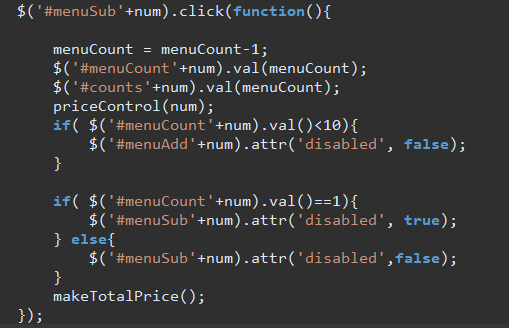 $('#menuSub'+num).click(function(){
menuCount = menuCount-1;
$('#menuCount'+num).val(menuCount);
$('#counts'+num).val(menuCount);
priceControl(num);
if( $('#menuCount'+num).val()<10){
$('#menuAdd'+num).attr('disabled', false);
}
if( $('#menuCount'+num).val()==1){
$('#menuSub'+num).attr('disabled', true);
} else{
$('#menuSub'+num).attr('disabled',false);
}
makeTotalPrice();
});